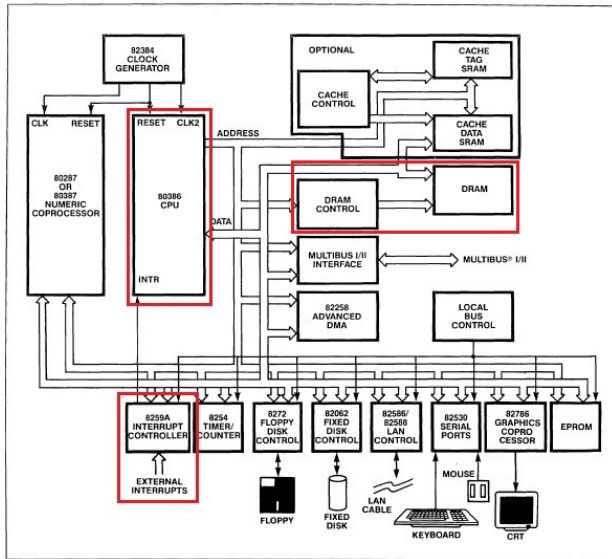 82384
CLOCK
GENERATOR
CLK
RESET
80287
OR
80387
NUMERIC
COPROCESSOR
RESET
CLK2
80386
CPU
INTR
ADDRESS
DATA
OPTIONAL
CACHE
CONTROL
CACHE
TAG
SRAM
CACHE
DATA
SRAM
DRAM
CONTROL
DRAM
MULTIBUS I/II
INTERFACE
MULTIBUS® I/II
82258
ADVANCED
DMA
LOCAL
BUS
CONTROL
8259A
INTERRUPT
CONTROLLER
8254
TIMER/
COUNTER
8272
FLOPPY
DISK
CONTROL
82062
FIXED
DISK
CONTROL
82586/
82588
LAN
CONTROL
82530
SERIAL
PORTS
82786
GRAPHICS
COPRO
CESSOR
EPROM
EXTERNAL
INTERRUPTS
FLOPPY
FIXED
DISK
LAN
CABLE
MOUSE
KEYBOARD
CRT